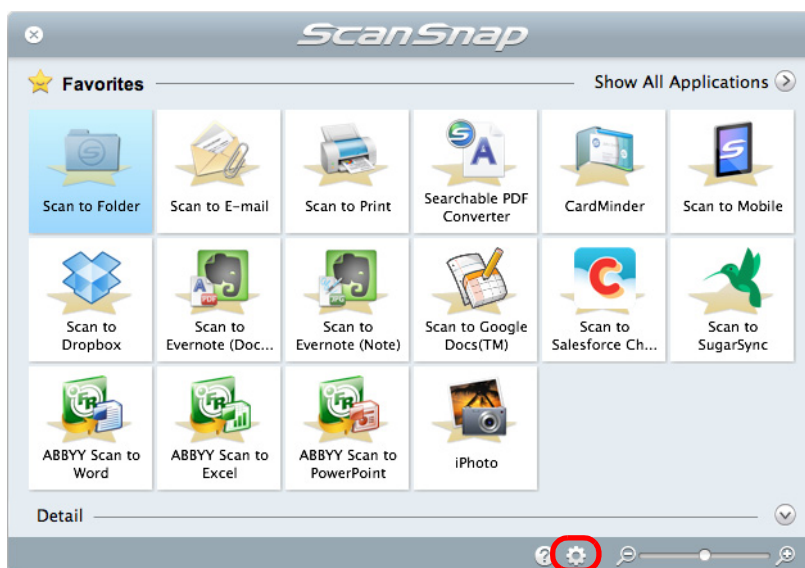 ScanSnap
Favorites
Show All Applications
Scan to Folder
Scan to E-mail
Scan to Print
Searchable PDF
Converter
CardMinder
Scan to Mobile
Scan to
Dropbox
Scan to
Evernote (Doc...
Scan to
Evernote (Note)
Scan to Google
Docs(TM)
Scan to
Salesforce Ch...
Scan to
SugarSync
ABBYY Scan to
Word
ABBYY Scan to
Excel
ABBYY Scan to
PowerPoint
iPhoto
Detail